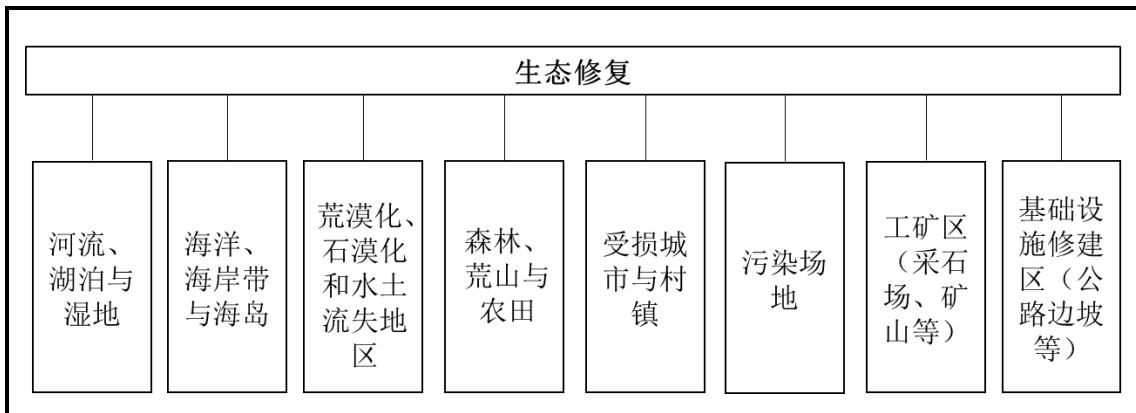 生态修复
河流、
湖泊与
湿地
海洋、
海岸带
与海岛
荒漠化、
石漠化
和水土
流失地
区
森林、
荒山与
农田
受损城
市与村
镇
污染场
地
工矿区
（采石
场、矿
山等）
基础设
施修建
区（公
路边坡
等）